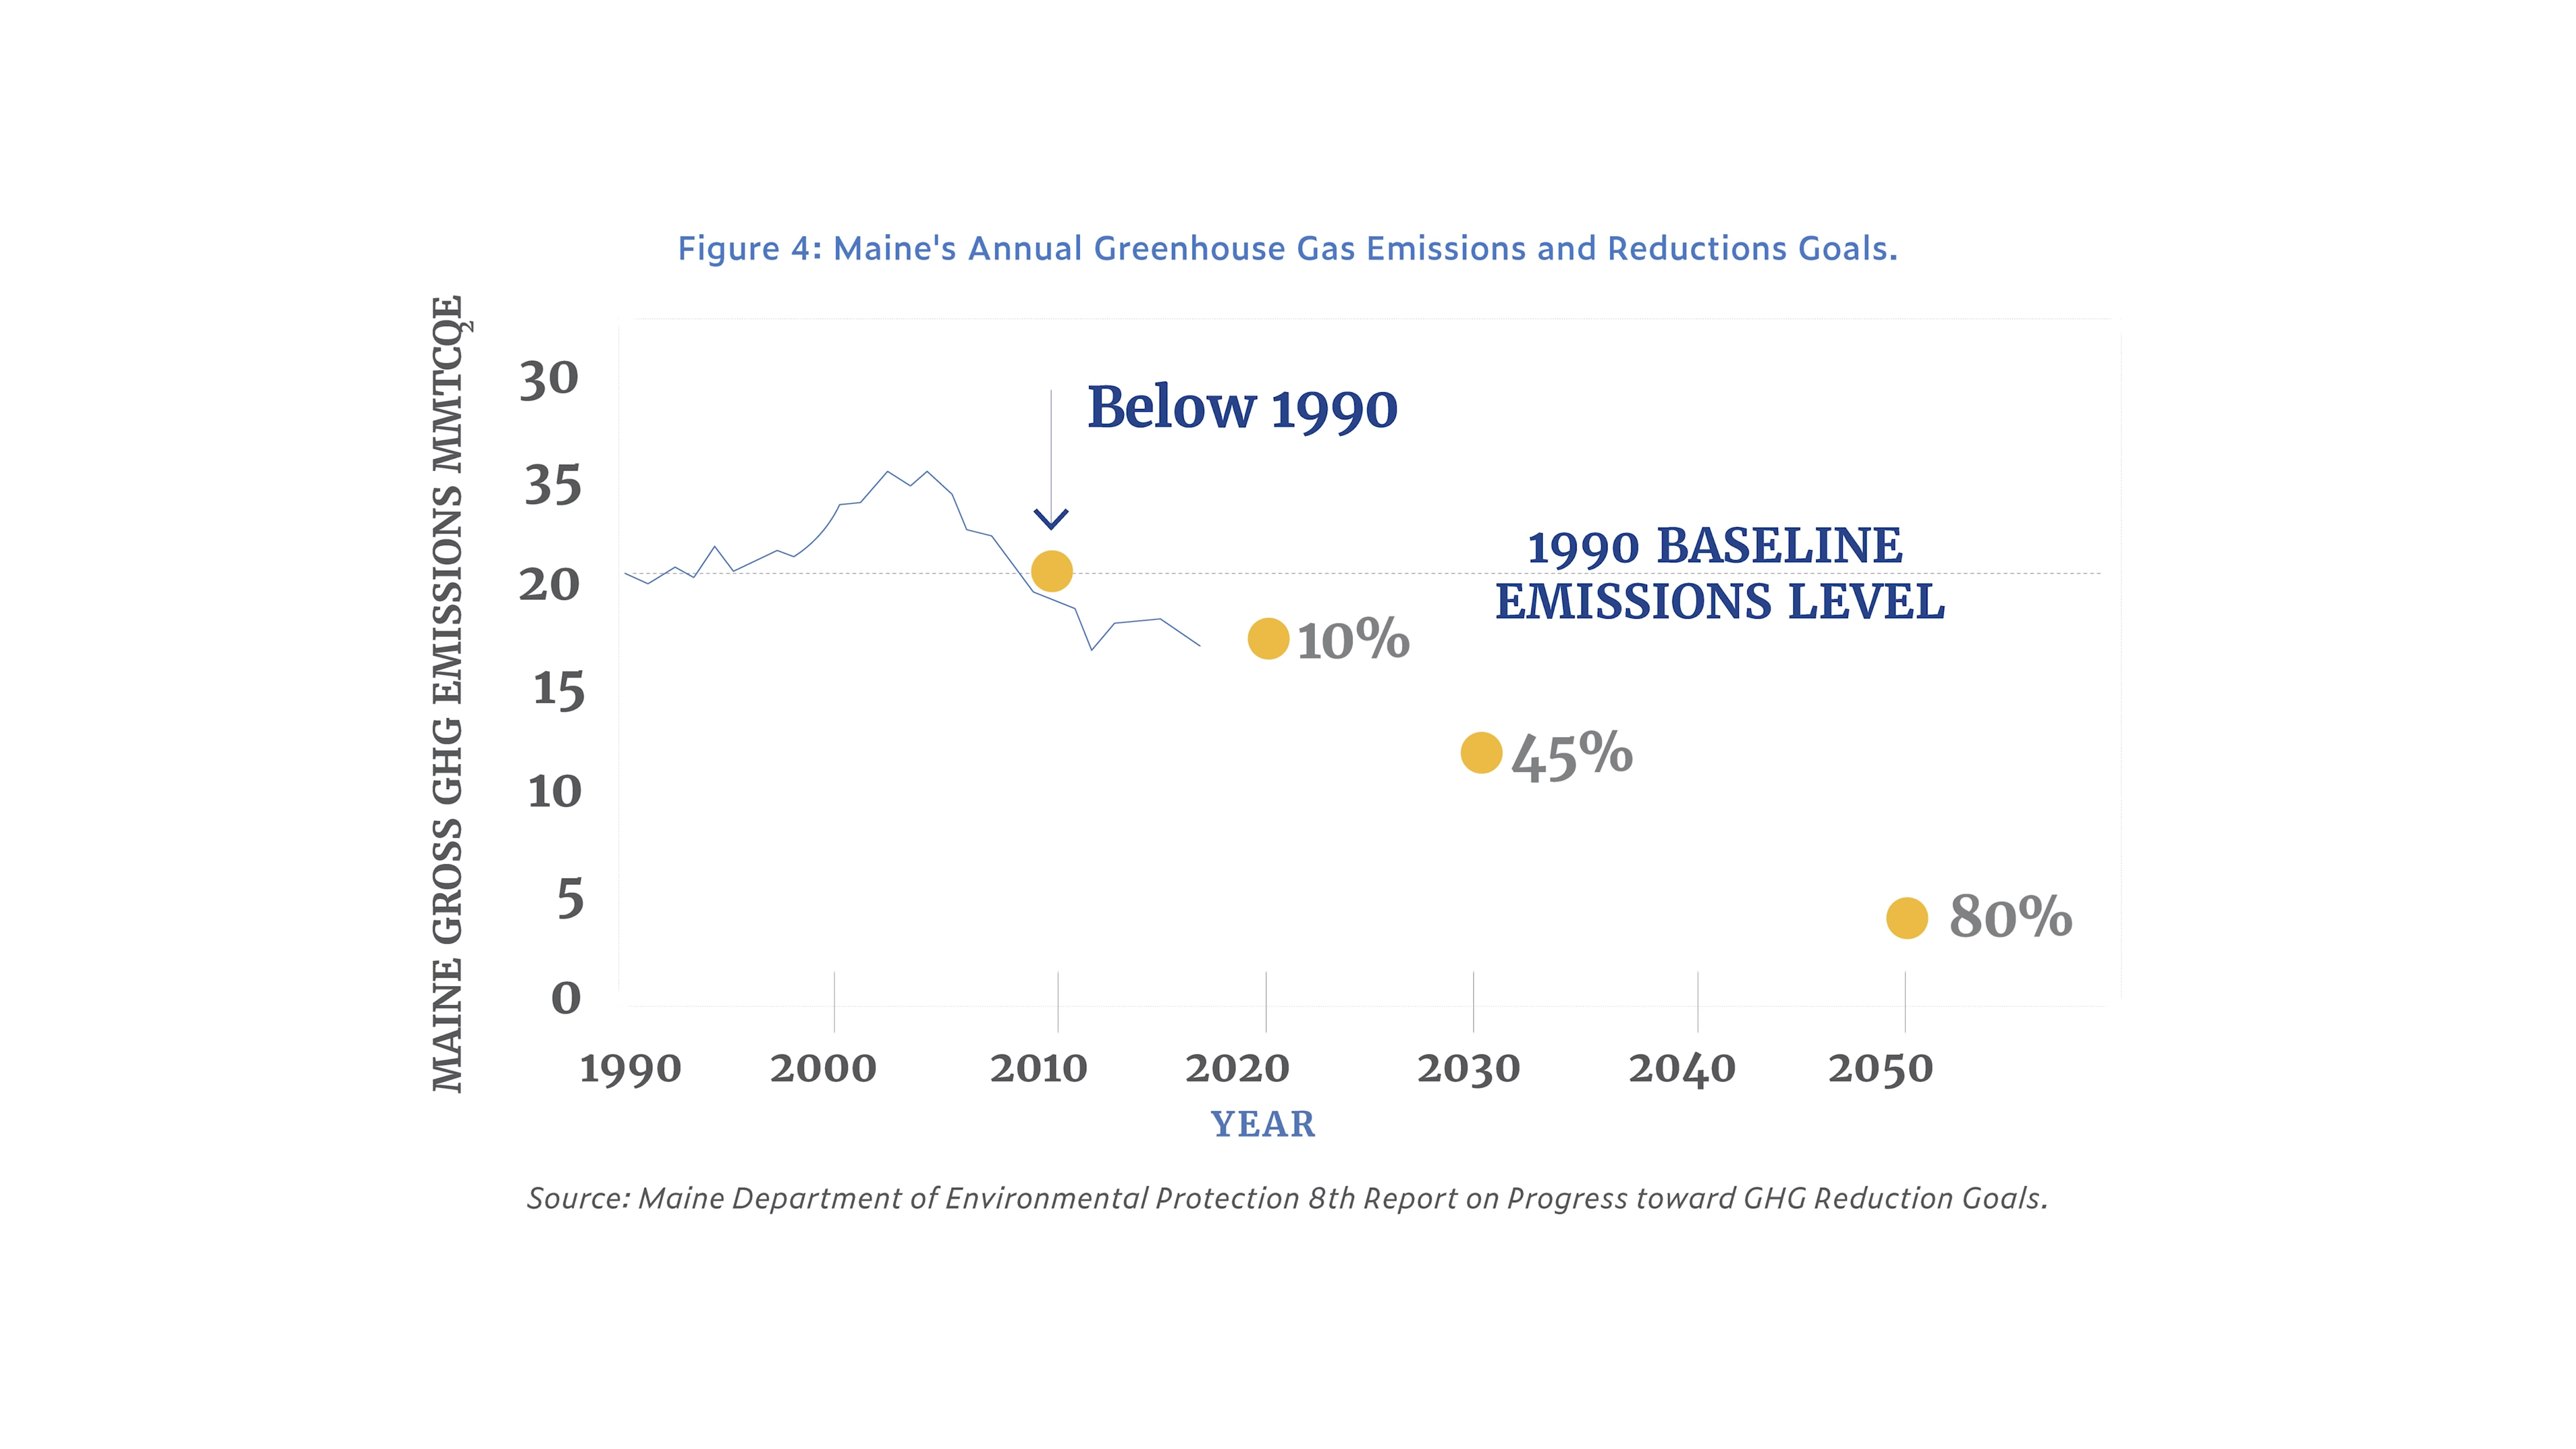 Figure 4: Maine's Annual Greenhouse Gas Emissions and Reductions Goals.
MAINE GROSS GHG EMISSIONS MMTCO₂E
30
35
20
15
10
5
0
Below 1990
1990 BASELINE
EMISSIONS LEVEL
10%
45%
80%
1990 2000 2010 2020 2030 2040 2050
YEAR
Source: Maine Department of Environmental Protection 8th Report on Progress toward GHG Reduction Goals.